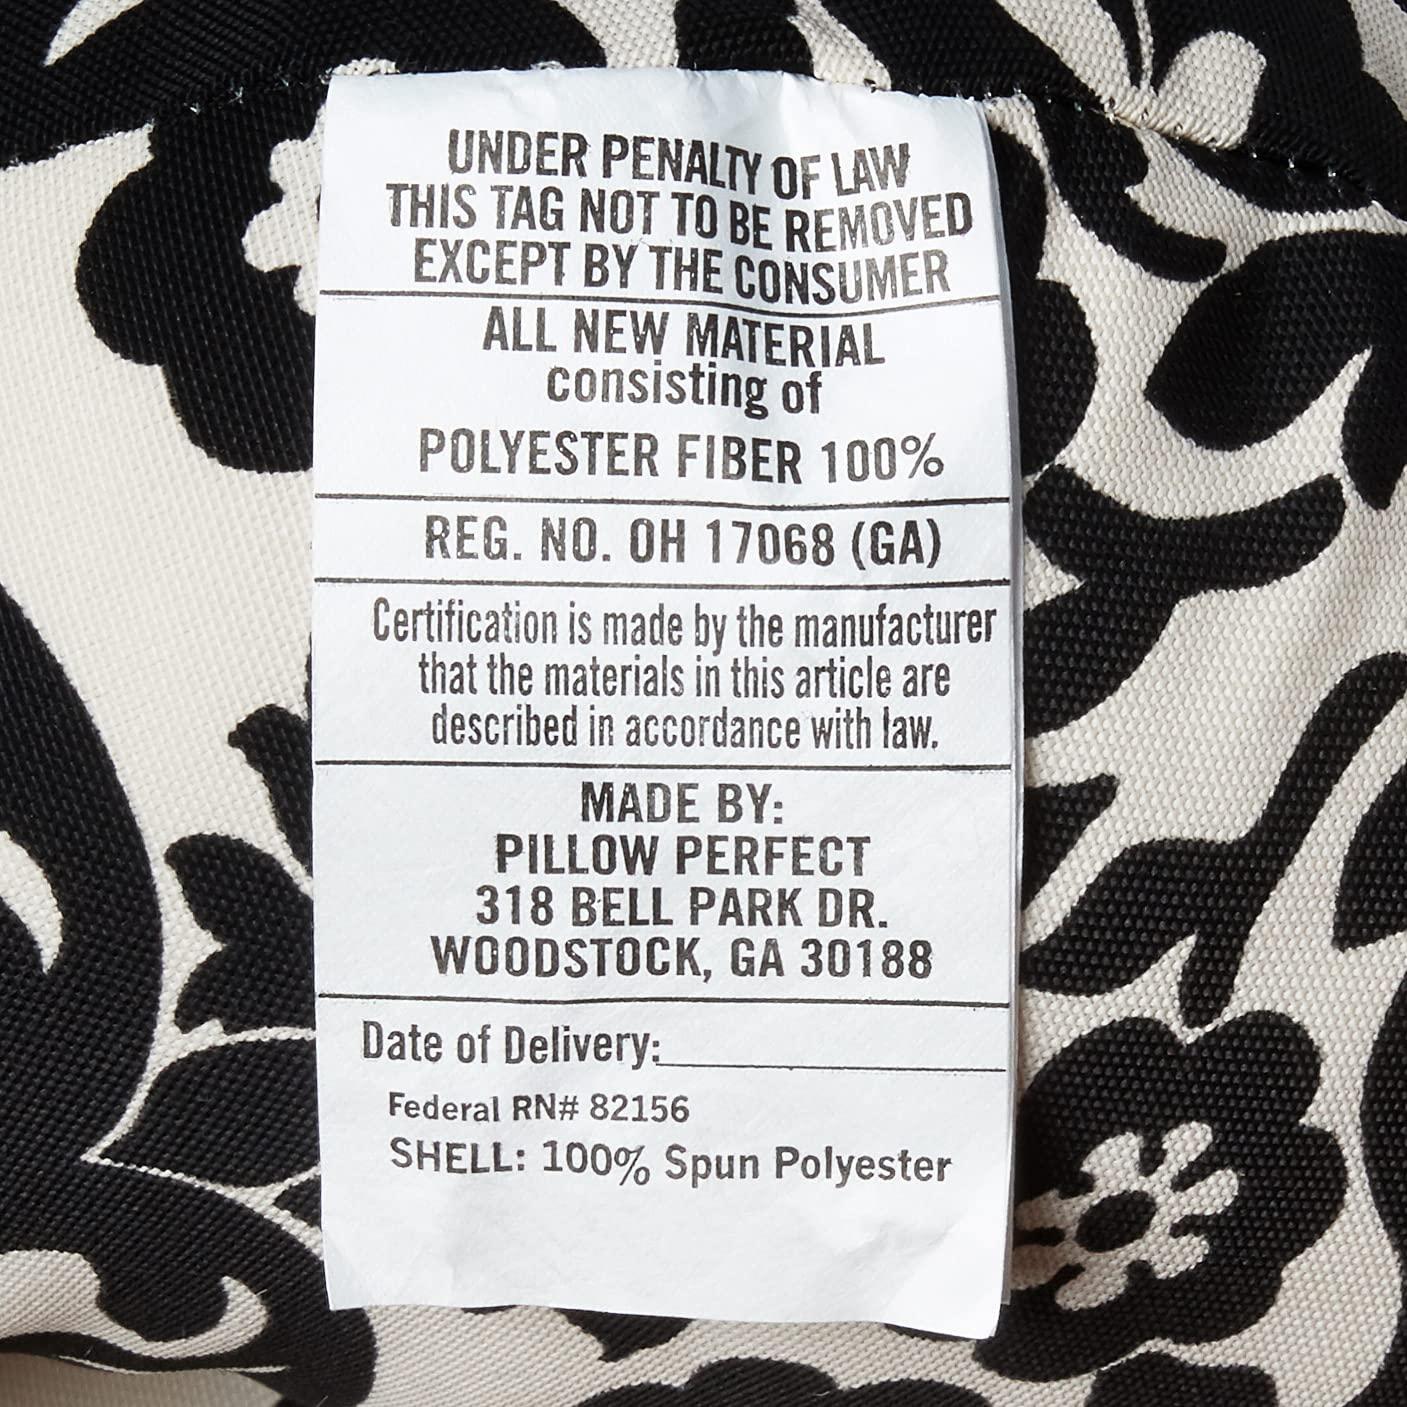 UNDER PENALTY OF LAW
THIS TAG NOT TO BE REMOVED
EXCEPT BY THE CONSUMER
ALL NEW MATERIAL
consisting of
POLYESTER FIBER 100%
REG. NO. OH 17068 (GA)
Certification is made by the manufacturer
that the materials in this article are
described in accordance with law.
MADE BY:
PILLOW PERFECT
318 BELL PARK DR.
WOODSTOCK, GA 30188
Date of Delivery:
Federal RN# 82156
SHELL: 100% Spun Polyester